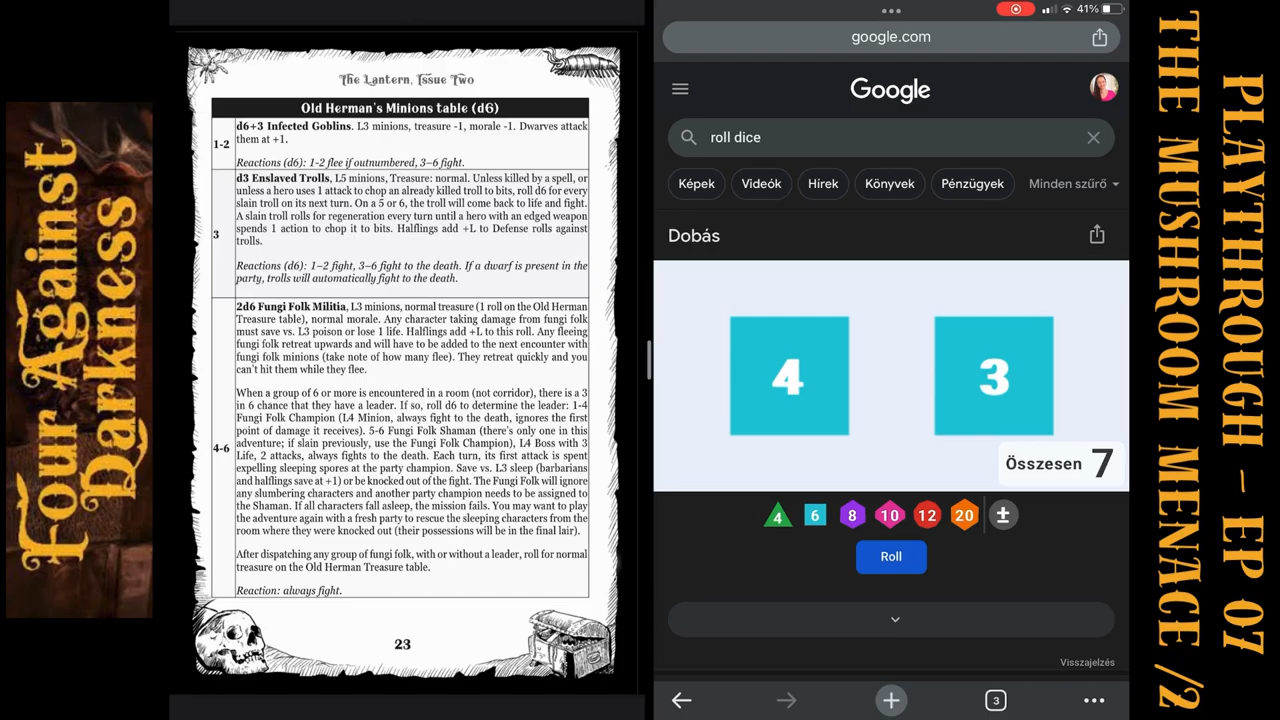 Four Against
Darkness
The Lantern, Issue Two
Old Herman's Minions table (d6)
1-2
d6+3 Infected Goblins. L3 minions, treasure -1, morale -1. Dwarves attack
them at +1.
Reactions (d6): 1-2 flee if outnumbered, 3–6 fight.
3
d3 Enslaved Trolls, L5 minions, Treasure: normal. Unless killed by a spell, or
unless a hero uses 1 attack to chop an already killed troll to bits, roll d6 for every
slain troll on its next turn. On a 5 or 6, the troll will come back to life and fight.
A slain troll rolls for regeneration every turn until a hero with an edged weapon
spends 1 action to chop it to bits. Halflings add +L to Defense rolls against
trolls.
Reactions (d6): 1–2 fight, 3–6 fight to the death. If a dwarf is present in the
party, trolls will automatically fight to the death.
4-6
2d6 Fungi Folk Militia, L3 minions, normal treasure (1 roll on the Old Herman
Treasure table), normal morale. Any character taking damage from fungi folk
must save vs. L3 poison or lose 1 life. Halflings add +L to this roll. Any fleeing
fungi folk retreat upwards and will have to be added to the next encounter with
fungi folk minions (take note of how many flee). They retreat quickly and you
can't hit them while they flee.
When a group of 6 or more is encountered in a room (not corridor), there is a 3
in 6 chance that they have a leader. If so, roll d6 to determine the leader: 1-4
Fungi Folk Champion (L4 Minion, always fight to the death, ignores the first
point of damage it receives). 5-6 Fungi Folk Shaman (there's only one in this
adventure; if slain previously, use the Fungi Folk Champion), L4 Boss with 3
Life, 2 attacks, always fights to the death. Each turn, its first attack is spent
expelling sleeping spores at the party champion. Save vs. L3 sleep (barbarians
and halflings save at +1) or be knocked out of the fight. The Fungi Folk will ignore
any slumbering characters and another party champion needs to be assigned to
the Shaman. If all characters fall asleep, the mission fails. You may want to play
the adventure again with a fresh party to rescue the sleeping characters from the
room where they were knocked out (their possessions will be in the final lair).
After dispatching any group of fungi folk, with or without a leader, roll for normal
treasure on the Old Herman Treasure table.
Reaction: always fight.
23
41%
google.com
Google
roll dice
Képek Videók Hírek Könyvek Pénzügyek Minden szűrő
Dobás
4 3
Összesen 7
4 6 8 10 12 20 ±
Roll
Visszajelzés
3
PLAYTHROUGH – EP 07
THE MUSHROOM MENACE /2